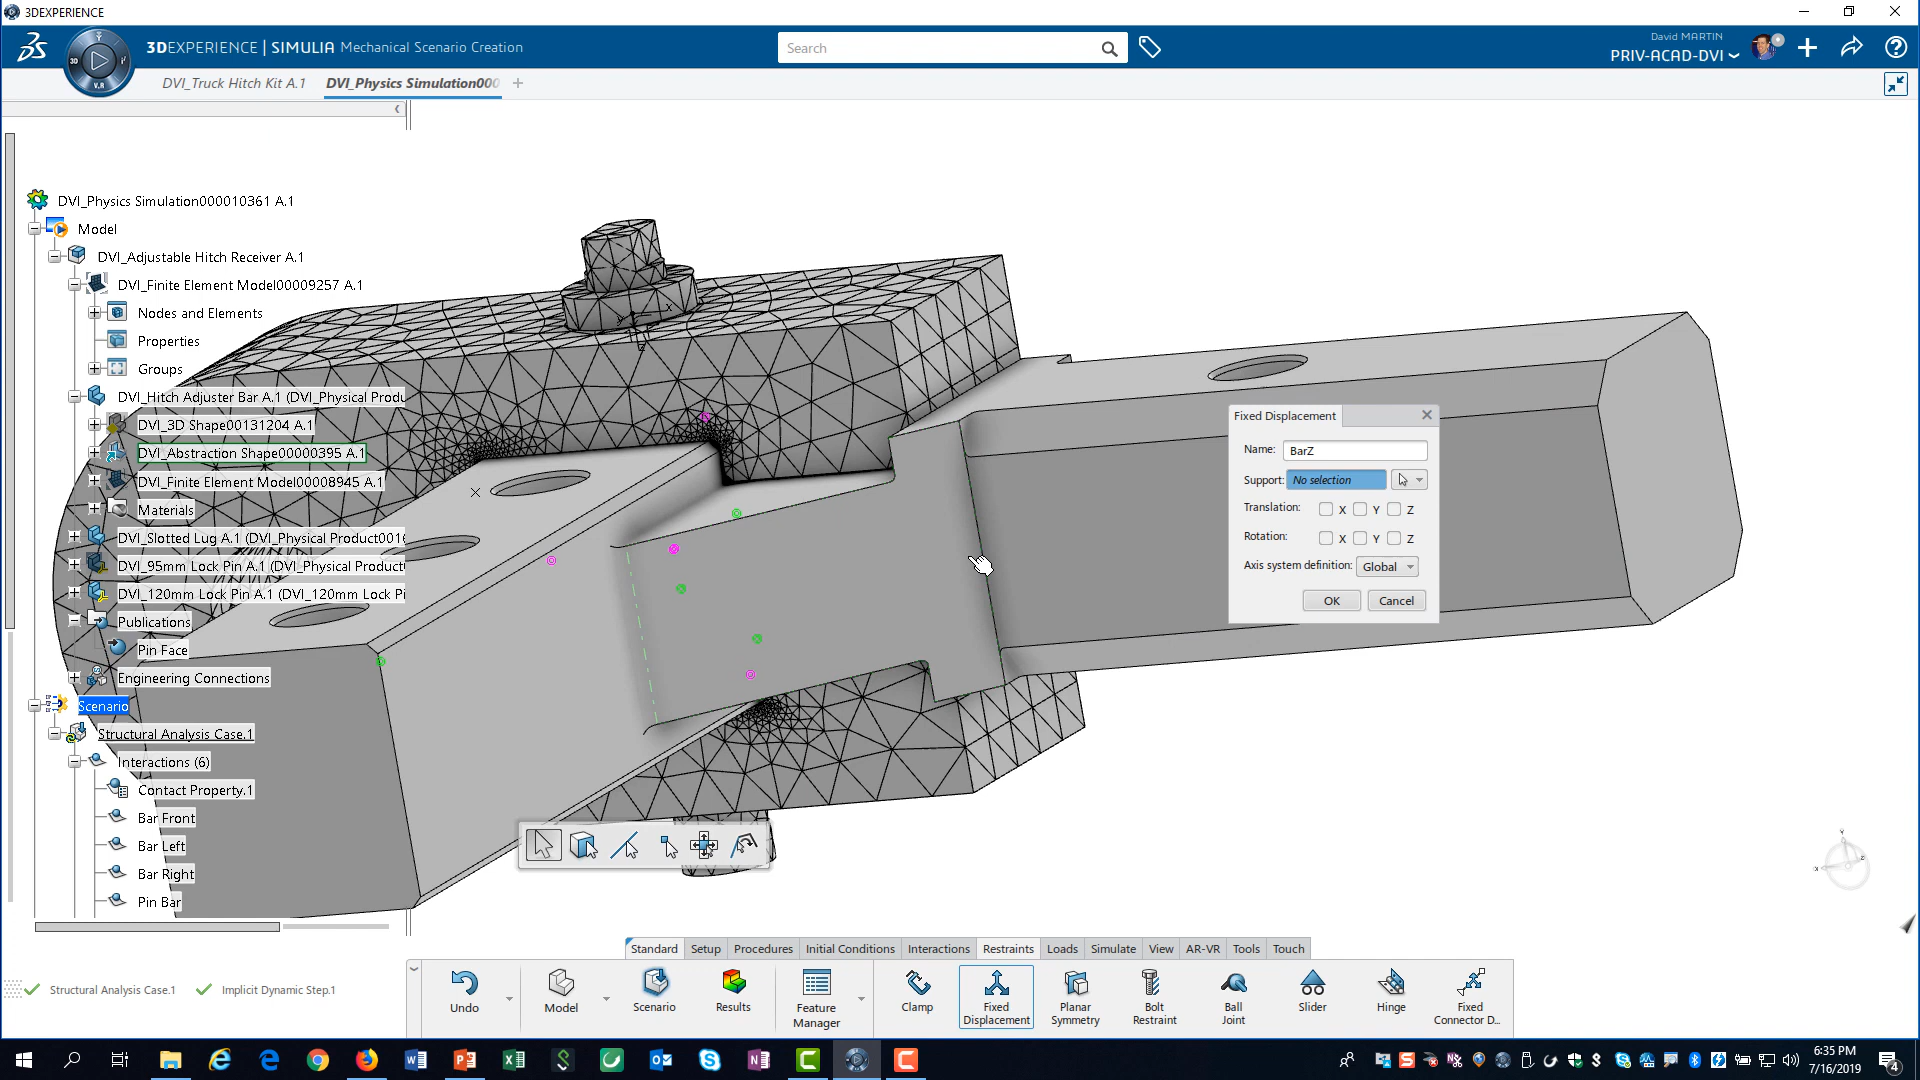 3DEXPERIENCE
3DEXPERIENCE | SIMULIA Mechanical Scenario Creation
Search
David MARTIN
PRIV-ACAD-DVI
3D
V.R
DVI_Truck Hitch Kit A.1
DVI_Physics Simulation000
DVI_Physics Simulation000010361 A.1
Model
DVI_Adjustable Hitch Receiver A.1
DVI_Finite Element Model00009257 A.1
Nodes and Elements
Properties
Groups
DVI_Hitch Adjuster Bar A.1 (DVI_Physical Produ
DVI_3D Shape00131204 A.1
DVI_Abstraction Shape00000395 A.1
DVI_Finite Element Model00008945 A.1
Materials
DVI_Slotted Lug A.1 (DVI_Physical Product001
DVI_95mm Lock Pin A.1 (DVI_Physical Product
DVI_120mm Lock Pin A.1 (DVI_120mm Lock Pi
Publications
Pin Face
Engineering Connections
Scenario
Structural Analysis Case.1
Interactions (6)
Contact Property.1
Bar Front
Bar Left
Bar Right
Pin Bar
Fixed Displacement
Name: BarZ
Support: No selection
Translation: X Y Z
Rotation: X Y Z
Axis system definition: Global
OK Cancel
Standard Setup Procedures Initial Conditions Interactions Restraints Loads Simulate View AR-VR Tools Touch
Structural Analysis Case.1
Implicit Dynamic Step.1
Undo
Model
Scenario
Results
Feature Manager
Clamp
Fixed Displacement
Planar Symmetry
Bolt Restraint
Ball Joint
Slider
Hinge
Fixed Connector D...
6:35 PM
7/16/2019
4